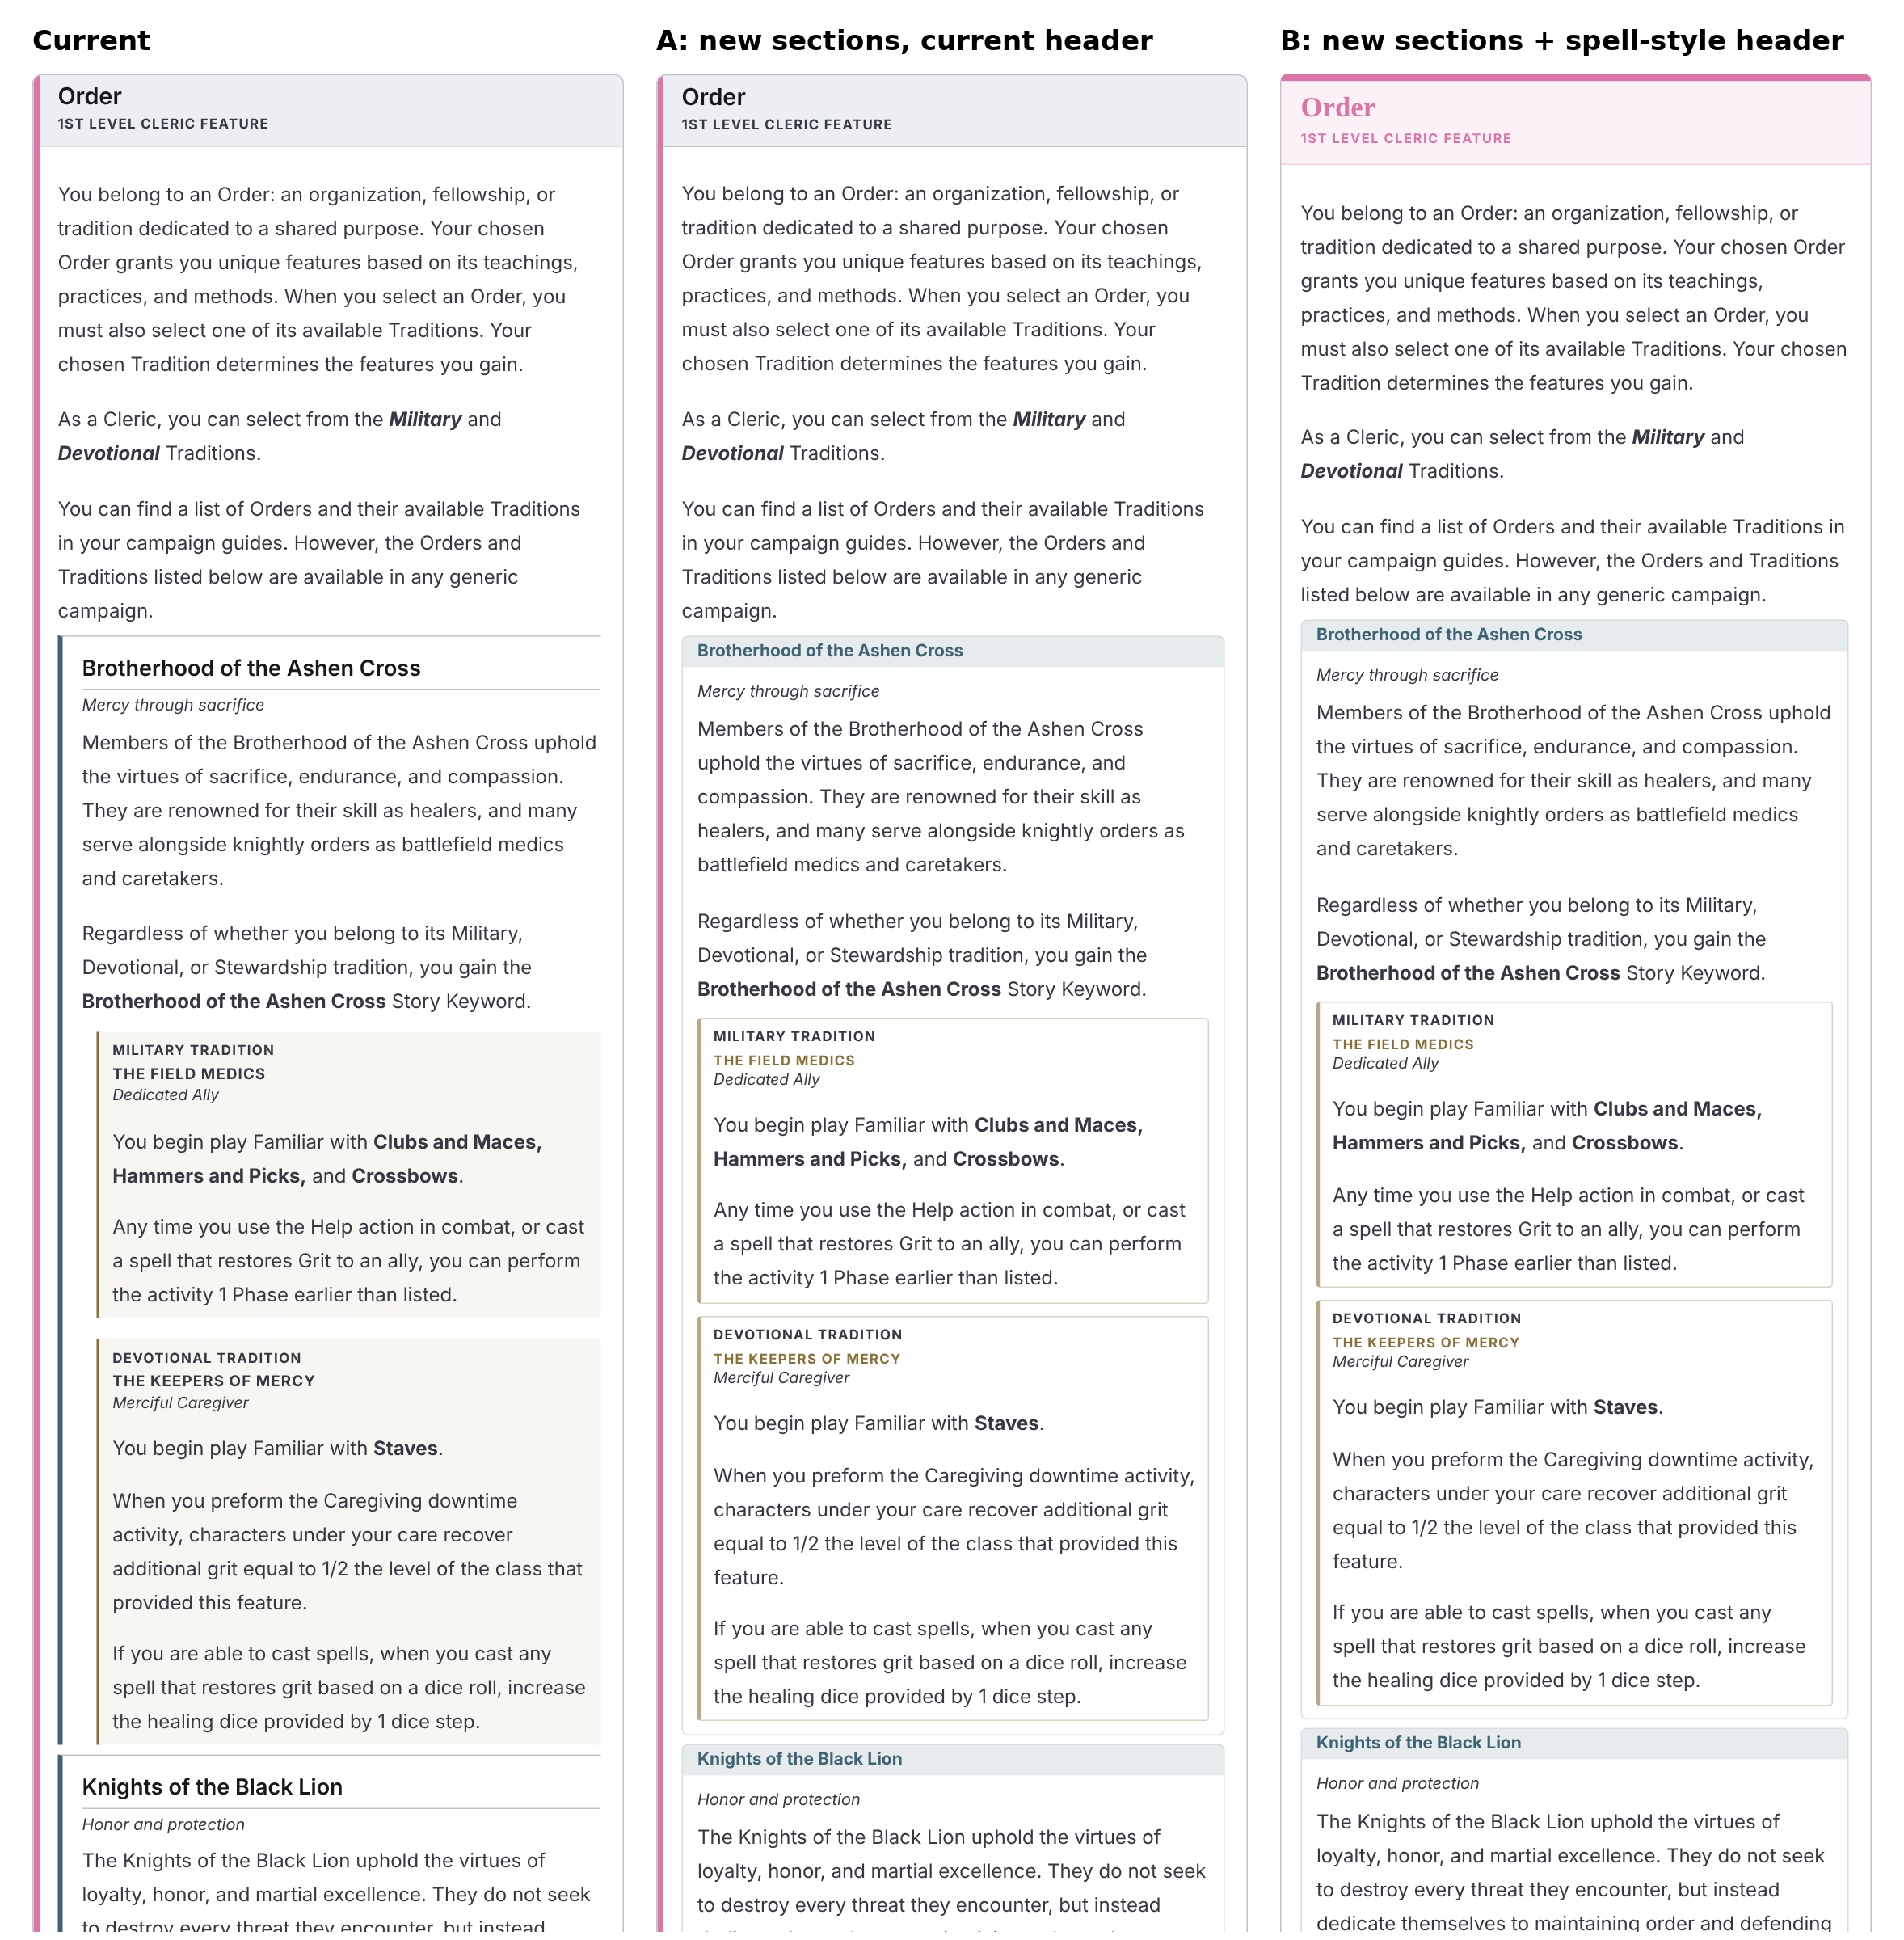 Current
Order
1ST LEVEL CLERIC FEATURE
You belong to an Order: an organization, fellowship, or
tradition dedicated to a shared purpose. Your chosen
Order grants you unique features based on its teachings,
practices, and methods. When you select an Order, you
must also select one of its available Traditions. Your
chosen Tradition determines the features you gain.
As a Cleric, you can select from the Military and
Devotional Traditions.
You can find a list of Orders and their available Traditions
in your campaign guides. However, the Orders and
Traditions listed below are available in any generic
campaign.
Brotherhood of the Ashen Cross
Mercy through sacrifice
Members of the Brotherhood of the Ashen Cross uphold
the virtues of sacrifice, endurance, and compassion.
They are renowned for their skill as healers, and many
serve alongside knightly orders as battlefield medics
and caretakers.
Regardless of whether you belong to its Military,
Devotional, or Stewardship tradition, you gain the
Brotherhood of the Ashen Cross Story Keyword.
MILITARY TRADITION
THE FIELD MEDICS
Dedicated Ally
You begin play Familiar with Clubs and Maces,
Hammers and Picks, and Crossbows.
Any time you use the Help action in combat, or cast
a spell that restores Grit to an ally, you can perform
the activity 1 Phase earlier than listed.
DEVOTIONAL TRADITION
THE KEEPERS OF MERCY
Merciful Caregiver
You begin play Familiar with Staves.
When you preform the Caregiving downtime
activity, characters under your care recover
additional grit equal to 1/2 the level of the class that
provided this feature.
If you are able to cast spells, when you cast any
spell that restores grit based on a dice roll, increase
the healing dice provided by 1 dice step.
Knights of the Black Lion
Honor and protection
The Knights of the Black Lion uphold the virtues of
loyalty, honor, and martial excellence. They do not seek
to destroy every threat they encounter, but instead
A: new sections, current header
Order
1ST LEVEL CLERIC FEATURE
You belong to an Order: an organization, fellowship, or
tradition dedicated to a shared purpose. Your chosen
Order grants you unique features based on its teachings,
practices, and methods. When you select an Order, you
must also select one of its available Traditions. Your
chosen Tradition determines the features you gain.
As a Cleric, you can select from the Military and
Devotional Traditions.
You can find a list of Orders and their available Traditions
in your campaign guides. However, the Orders and
Traditions listed below are available in any generic
campaign.
Brotherhood of the Ashen Cross
Mercy through sacrifice
Members of the Brotherhood of the Ashen Cross
uphold the virtues of sacrifice, endurance, and
compassion. They are renowned for their skill as
healers, and many serve alongside knightly orders as
battlefield medics and caretakers.
Regardless of whether you belong to its Military,
Devotional, or Stewardship tradition, you gain the
Brotherhood of the Ashen Cross Story Keyword.
MILITARY TRADITION
THE FIELD MEDICS
Dedicated Ally
You begin play Familiar with Clubs and Maces,
Hammers and Picks, and Crossbows.
Any time you use the Help action in combat, or cast
a spell that restores Grit to an ally, you can perform
the activity 1 Phase earlier than listed.
DEVOTIONAL TRADITION
THE KEEPERS OF MERCY
Merciful Caregiver
You begin play Familiar with Staves.
When you preform the Caregiving downtime activity,
characters under your care recover additional grit
equal to 1/2 the level of the class that provided this
feature.
If you are able to cast spells, when you cast any
spell that restores grit based on a dice roll, increase
the healing dice provided by 1 dice step.
Knights of the Black Lion
Honor and protection
The Knights of the Black Lion uphold the virtues of
loyalty, honor, and martial excellence. They do not seek
to destroy every threat they encounter, but instead
B: new sections + spell-style header
Order
1ST LEVEL CLERIC FEATURE
You belong to an Order: an organization, fellowship, or
tradition dedicated to a shared purpose. Your chosen Order
grants you unique features based on its teachings,
practices, and methods. When you select an Order, you
must also select one of its available Traditions. Your chosen
Tradition determines the features you gain.
As a Cleric, you can select from the Military and
Devotional Traditions.
You can find a list of Orders and their available Traditions in
your campaign guides. However, the Orders and Traditions
listed below are available in any generic campaign.
Brotherhood of the Ashen Cross
Mercy through sacrifice
Members of the Brotherhood of the Ashen Cross uphold
the virtues of sacrifice, endurance, and compassion.
They are renowned for their skill as healers, and many
serve alongside knightly orders as battlefield medics
and caretakers.
Regardless of whether you belong to its Military,
Devotional, or Stewardship tradition, you gain the
Brotherhood of the Ashen Cross Story Keyword.
MILITARY TRADITION
THE FIELD MEDICS
Dedicated Ally
You begin play Familiar with Clubs and Maces,
Hammers and Picks, and Crossbows.
Any time you use the Help action in combat, or cast
a spell that restores Grit to an ally, you can perform
the activity 1 Phase earlier than listed.
DEVOTIONAL TRADITION
THE KEEPERS OF MERCY
Merciful Caregiver
You begin play Familiar with Staves.
When you preform the Caregiving downtime activity,
characters under your care recover additional grit
equal to 1/2 the level of the class that provided this
feature.
If you are able to cast spells, when you cast any
spell that restores grit based on a dice roll, increase
the healing dice provided by 1 dice step.
Knights of the Black Lion
Honor and protection
The Knights of the Black Lion uphold the virtues of
loyalty, honor, and martial excellence. They do not seek
to destroy every threat they encounter, but instead
dedicate themselves to maintaining order and defending